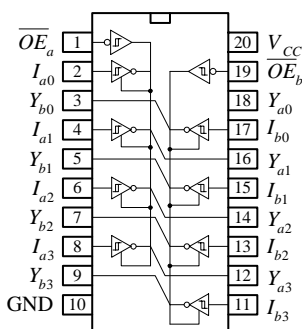 OEa 1 20 VCC
Ia0 2 19 OEb
Yb0 3 18 Ya0
Ia1 4 17 Ib0
Yb1 5 16 Ya1
Ia2 6 15 Ib1
Yb2 7 14 Ya2
Ia3 8 13 Ib2
Yb3 9 12 Ya3
GND 10 11 Ib3